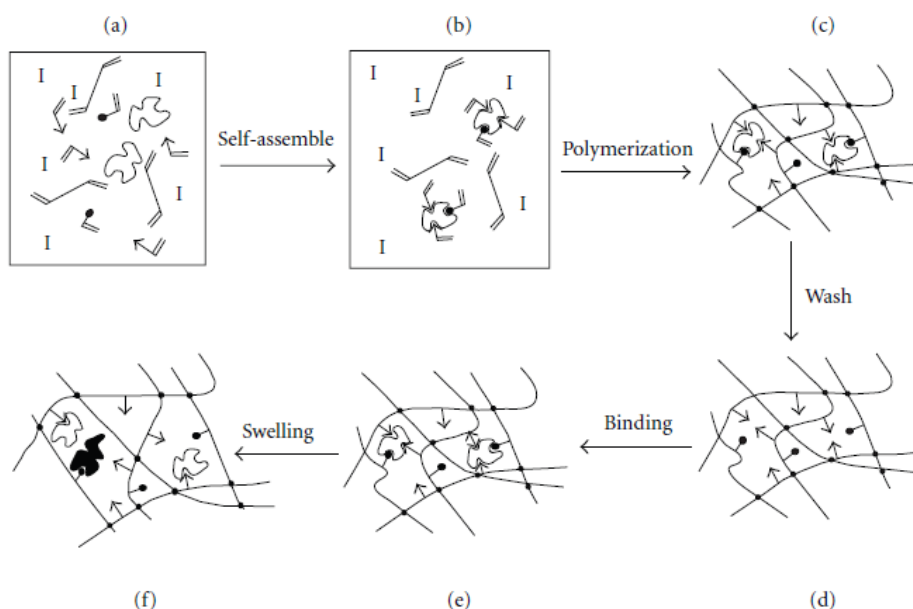 (a)
(b)
(c)
I
I
I
I
I
I
I
Self-assemble
I
I
I
I
I
I
Polymerization
Wash
Swelling
Binding
(f)
(e)
(d)